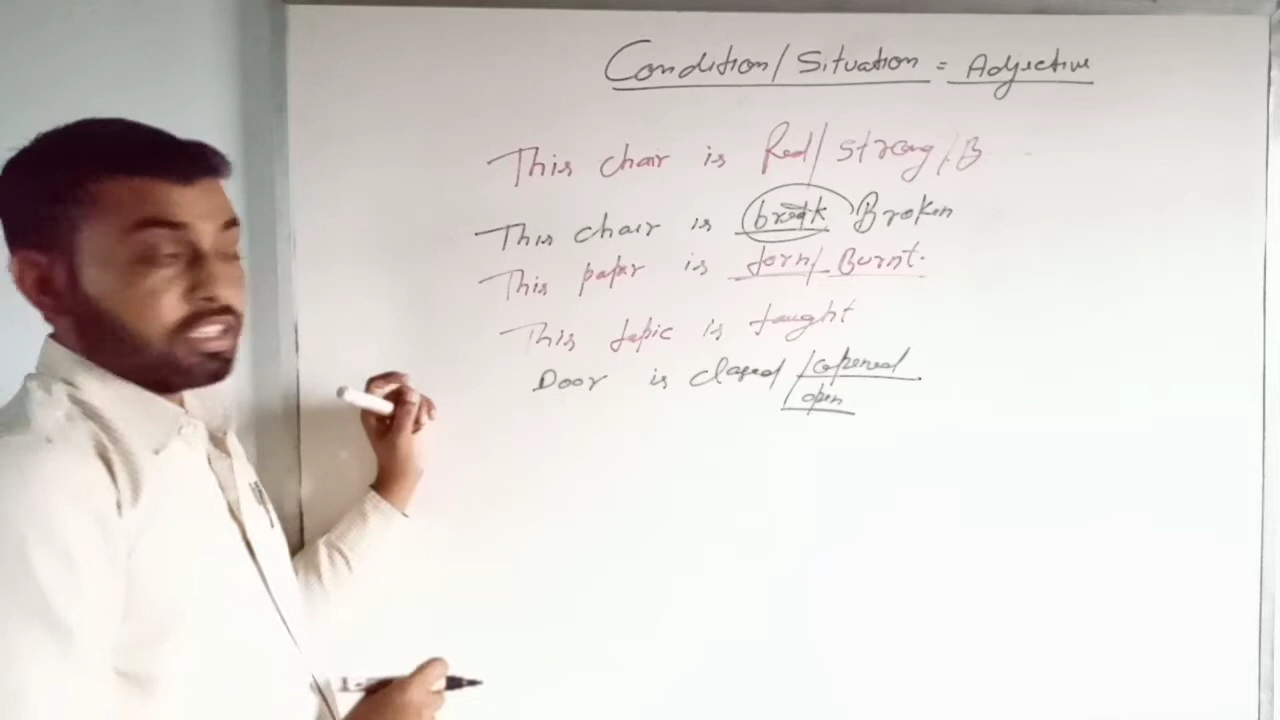 Condition/Situation = Adjective
This chair is Red/strong/B
This chair is break Broken
This paper is torn/Burnt.
This topic is taught
Door is closed/opened
/open